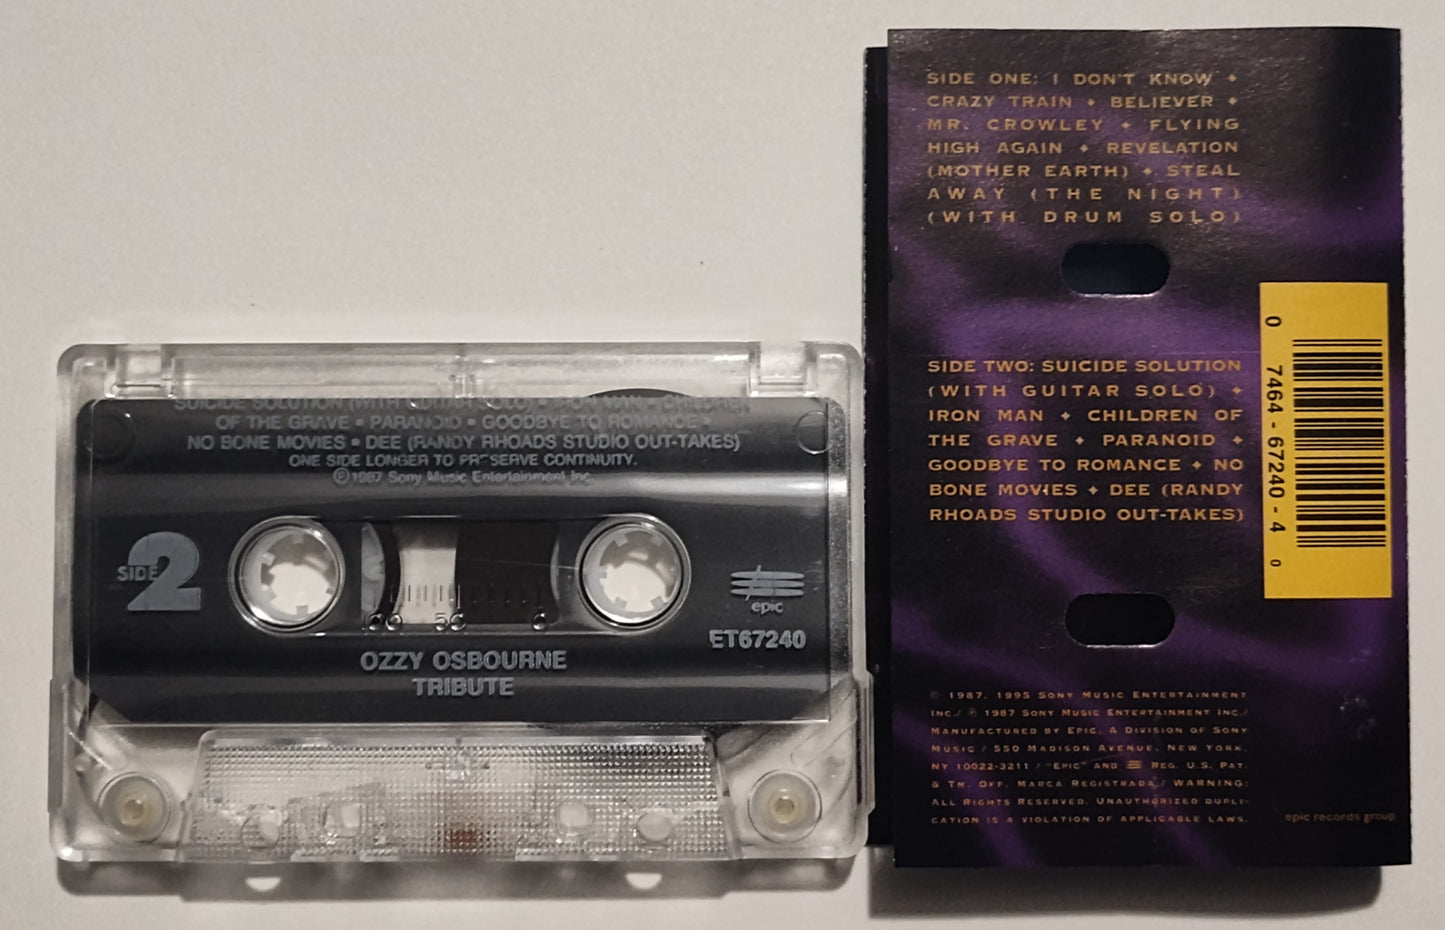 SUICIDE SOLUTION (WITH GUITAR SOLO) • IRON MAN • CHILDREN
OF THE GRAVE • PARANOID • GOODBYE TO ROMANCE •
NO BONE MOVIES • DEE (RANDY RHOADS STUDIO OUT-TAKES)
ONE SIDE LONGER TO PRESERVE CONTINUITY.
℗1987 Sony Music Entertainment Inc.
SIDE 2
100 50 0
epic
ET67240
OZZY OSBOURNE
TRIBUTE
SIDE ONE: I DON'T KNOW ✦
CRAZY TRAIN ✦ BELIEVER ✦
MR. CROWLEY ✦ FLYING
HIGH AGAIN ✦ REVELATION
(MOTHER EARTH) ✦ STEAL
AWAY (THE NIGHT)
(WITH DRUM SOLO)
SIDE TWO: SUICIDE SOLUTION
(WITH GUITAR SOLO) ✦
IRON MAN ✦ CHILDREN OF
THE GRAVE ✦ PARANOID ✦
GOODBYE TO ROMANCE ✦ NO
BONE MOVIES ✦ DEE (RANDY
RHOADS STUDIO OUT-TAKES)
0 7464-67240-4 0
© 1987, 1995 SONY MUSIC ENTERTAINMENT
INC./ ℗ 1987 SONY MUSIC ENTERTAINMENT INC./
MANUFACTURED BY EPIC, A DIVISION OF SONY
MUSIC / 550 MADISON AVENUE, NEW YORK,
NY 10022-3211 / "EPIC" AND REG. U.S. PAT.
& TM. OFF. MARCA REGISTRADA./ WARNING:
ALL RIGHTS RESERVED. UNAUTHORIZED DUPLI-
CATION IS A VIOLATION OF APPLICABLE LAWS.
epic records group